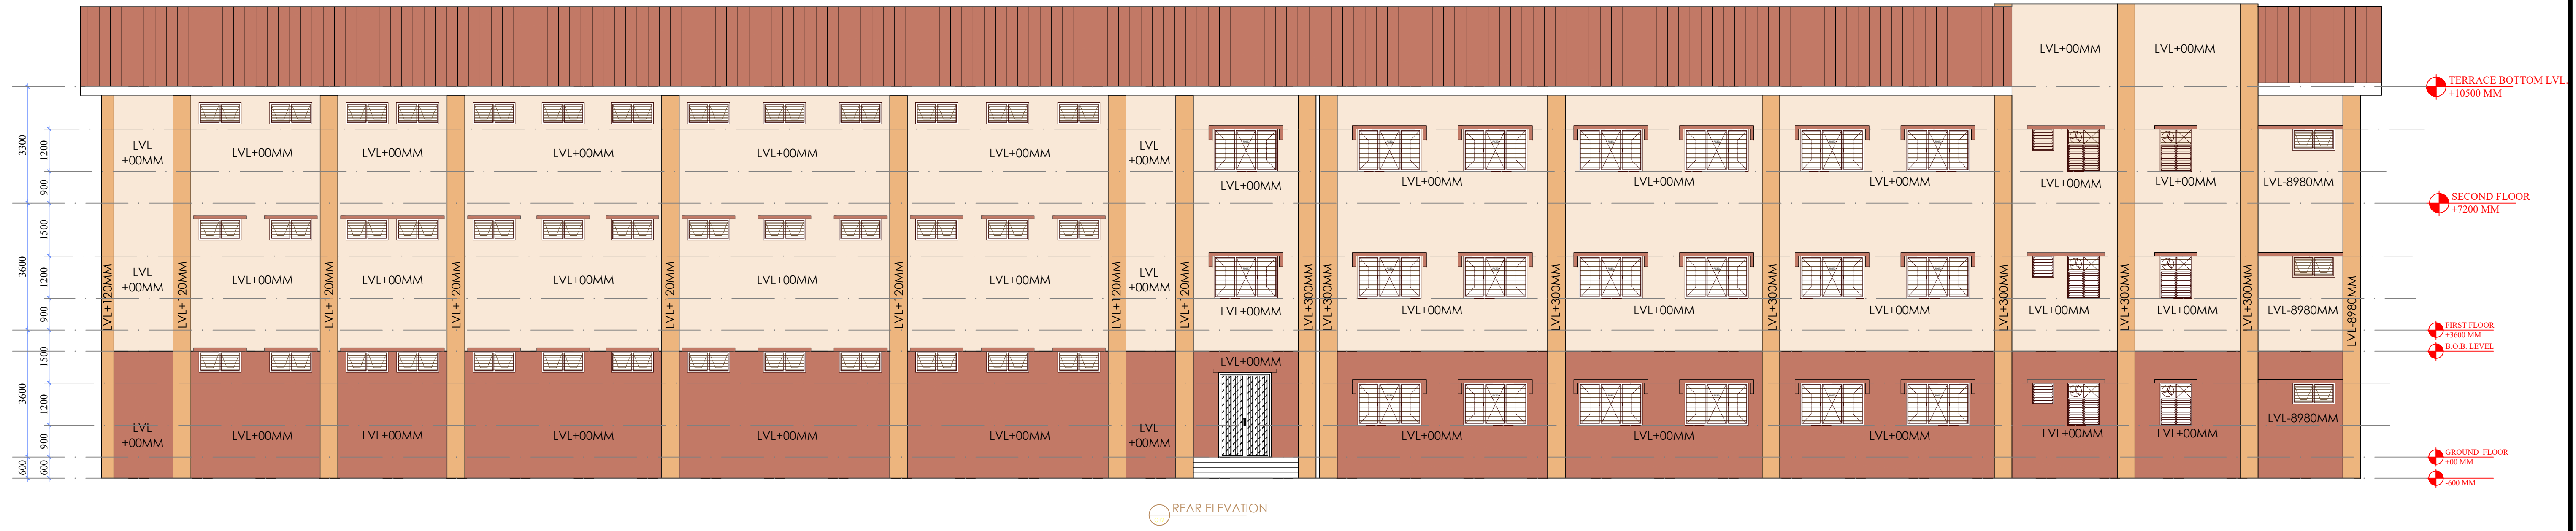 LVL+00MM LVL+00MM
TERRACE BOTTOM LVL.
+10500 MM
3300
1200
900
LVL
+00MM
LVL+00MM LVL+00MM LVL+00MM LVL+00MM LVL+00MM
LVL
+00MM
LVL+00MM LVL+00MM LVL+00MM LVL+00MM LVL+00MM LVL+00MM LVL-8980MM
SECOND FLOOR
+7200 MM
3600
1500
1200
900
LVL
+00MM
LVL+00MM LVL+00MM LVL+00MM LVL+00MM LVL+00MM
LVL
+00MM
LVL+00MM LVL+00MM LVL+00MM LVL+00MM LVL+00MM LVL+00MM LVL-8980MM
LVL+120MM
LVL+120MM
LVL+120MM
LVL+120MM
LVL+120MM
LVL+120MM
LVL+120MM
LVL+120MM
LVL+300MM
LVL+300MM
LVL+300MM
LVL+300MM
LVL+300MM
LVL+300MM
LVL+300MM
LVL-8980MM
FIRST FLOOR
+3600 MM
B.O.B. LEVEL
3600
1500
1200
900
LVL+00MM
LVL
+00MM
LVL+00MM LVL+00MM LVL+00MM LVL+00MM LVL+00MM
LVL
+00MM
LVL+00MM LVL+00MM LVL+00MM LVL+00MM LVL+00MM LVL-8980MM
GROUND FLOOR
±00 MM
600
600
-600 MM
REAR ELEVATION